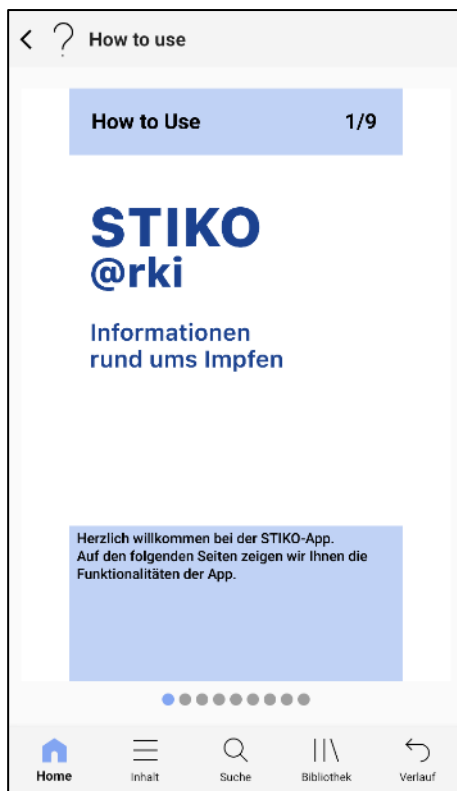 How to use
How to Use 1/9
STIKO
@rki
Informationen
rund ums Impfen
Herzlich willkommen bei der STIKO-App.
Auf den folgenden Seiten zeigen wir Ihnen die
Funktionalitäten der App.
Home Inhalt Suche Bibliothek Verlauf